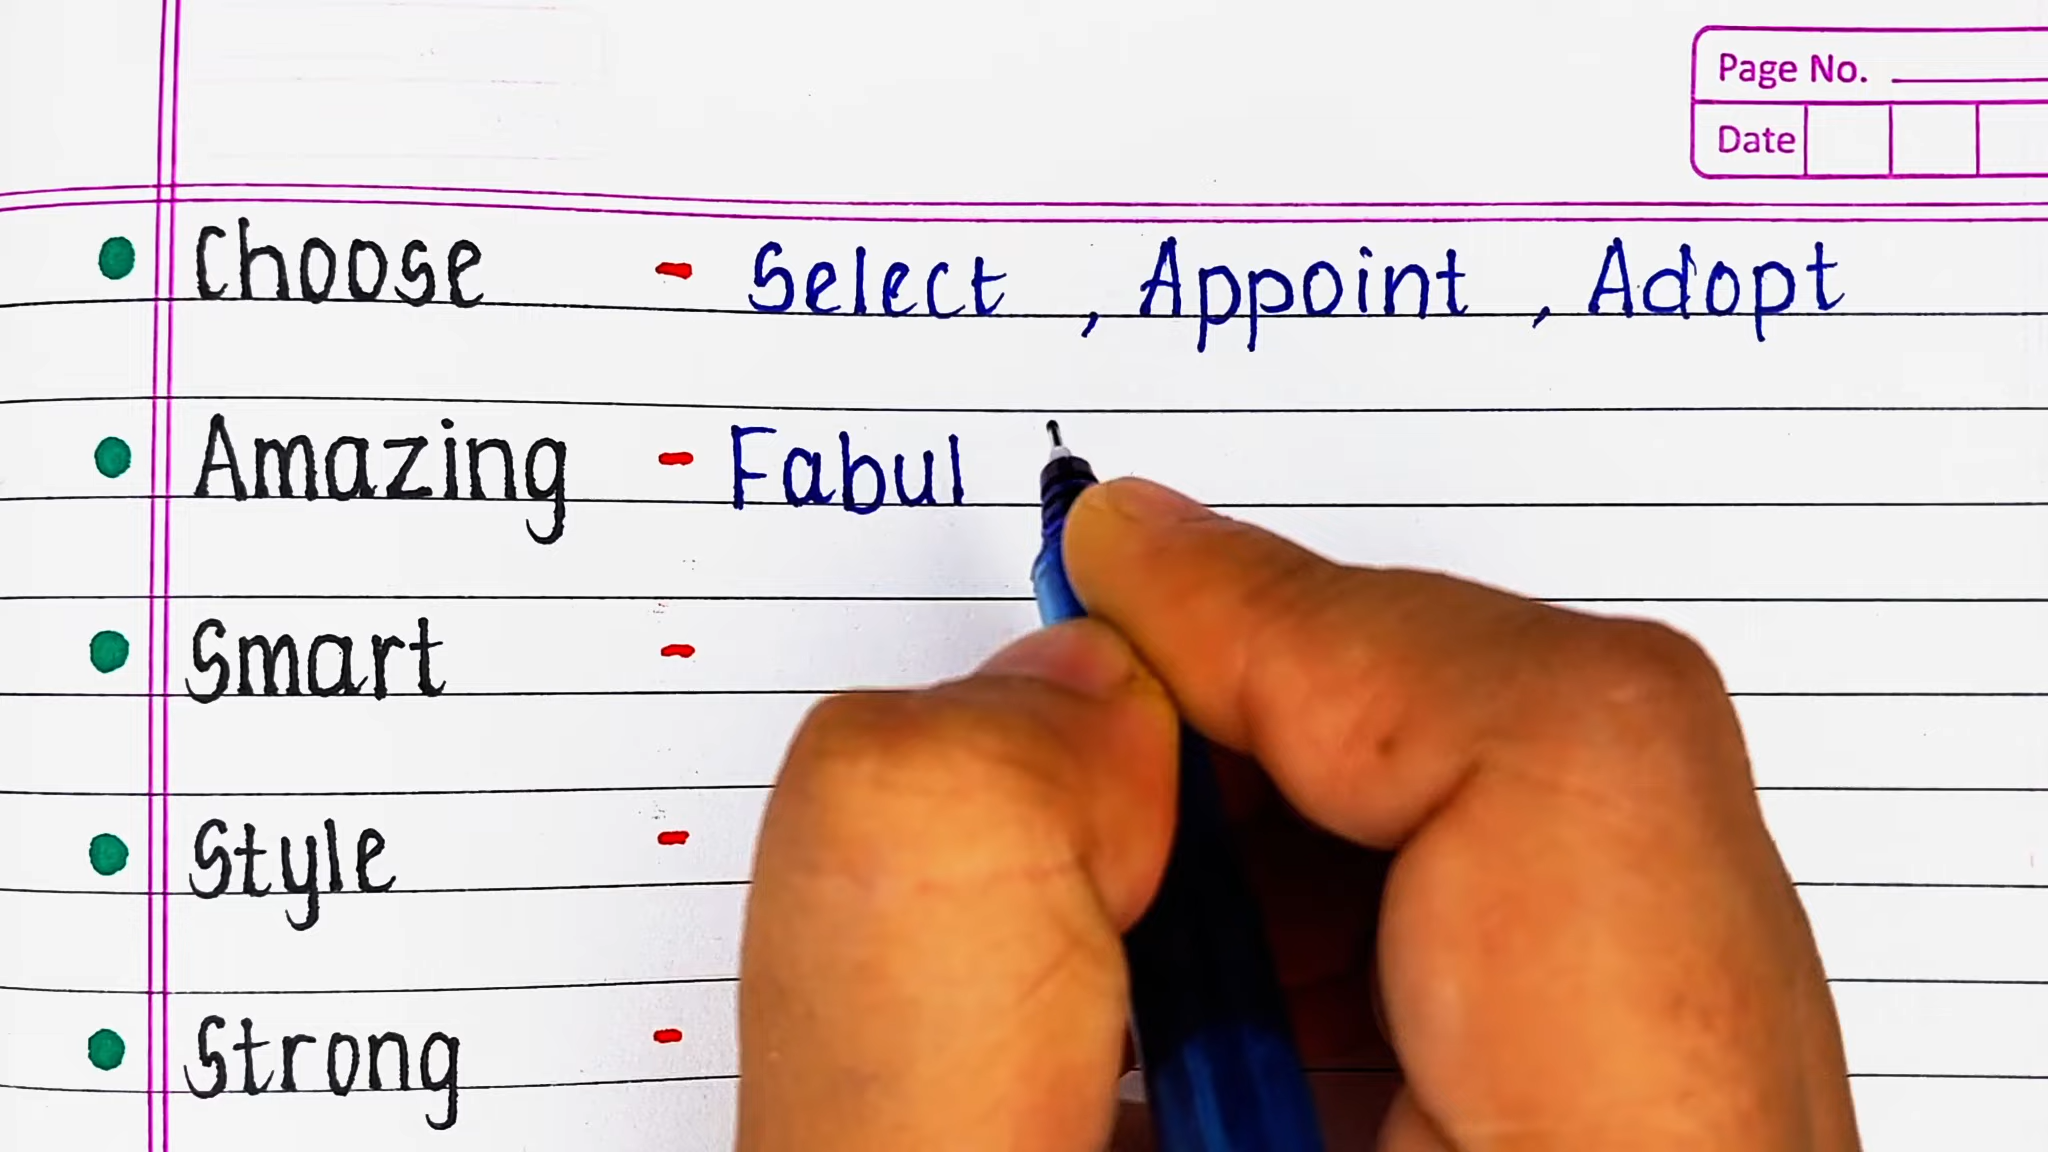 Page No.
Date
Choose - Select , Appoint , Adopt
Amazing - Fabul
Smart -
Style -
Strong -